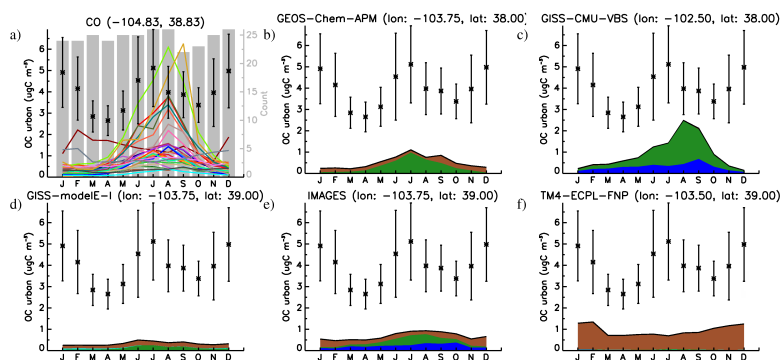 a)
CO (-104.83, 38.83)
OC urban (ugC m⁻³)
6
5
4
3
2
1
0
25
20
15
10
5
0
Count
J F M A M J J A S O N D
b)
GEOS-Chem-APM (lon: -103.75, lat: 38.00)
OC urban (ugC m⁻³)
6
5
4
3
2
1
0
J F M A M J J A S O N D
c)
GISS-CMU-VBS (lon: -102.50, lat: 38.00)
OC urban (ugC m⁻³)
6
5
4
3
2
1
0
J F M A M J J A S O N D
d)
GISS-modelE-I (lon: -103.75, lat: 39.00)
OC urban (ugC m⁻³)
6
5
4
3
2
1
0
J F M A M J J A S O N D
e)
IMAGES (lon: -103.75, lat: 39.00)
OC urban (ugC m⁻³)
6
5
4
3
2
1
0
J F M A M J J A S O N D
f)
TM4-ECPL-FNP (lon: -103.50, lat: 39.00)
OC urban (ugC m⁻³)
6
5
4
3
2
1
0
J F M A M J J A S O N D